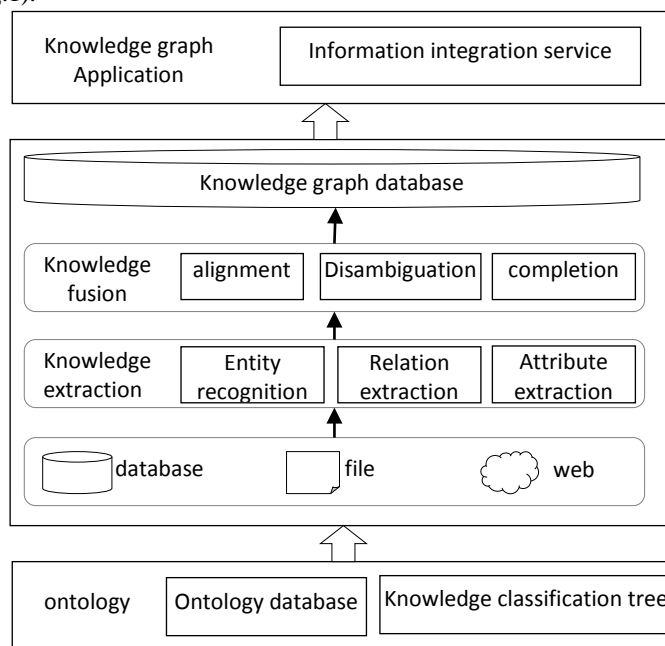 Knowledge graph
Application
Information integration service
Knowledge graph database
Knowledge
fusion
alignment
Disambiguation
completion
Knowledge
extraction
Entity
recognition
Relation
extraction
Attribute
extraction
database
file
web
ontology
Ontology database
Knowledge classification tree